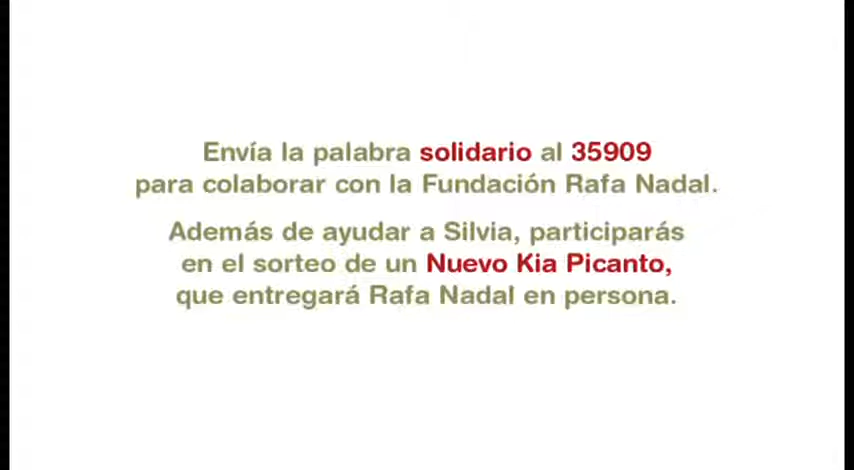 Envía la palabra solidario al 35909
para colaborar con la Fundación Rafa Nadal.
Además de ayudar a Silvia, participarás
en el sorteo de un Nuevo Kia Picanto,
que entregará Rafa Nadal en persona.